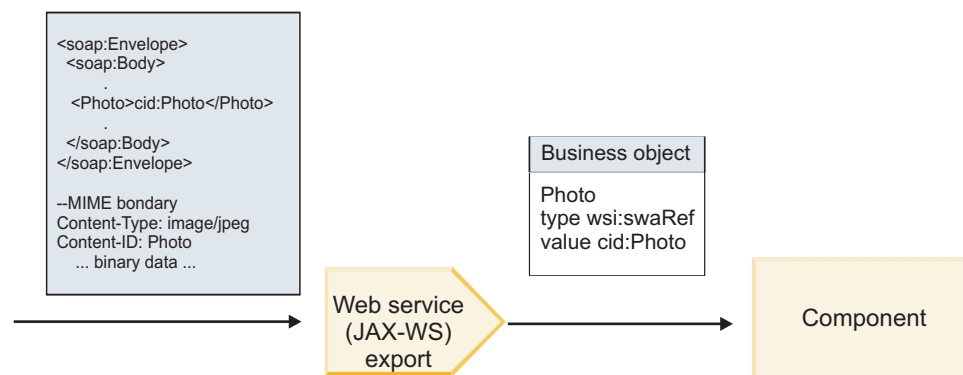 <soap:Envelope>
<soap:Body>
.
<Photo>cid:Photo</Photo>
.
</soap:Body>
</soap:Envelope>
--MIME bondary
Content-Type: image/jpeg
Content-ID: Photo
... binary data ...
Web service
(JAX-WS)
export
Business object
Photo
type wsi:swaRef
value cid:Photo
Component